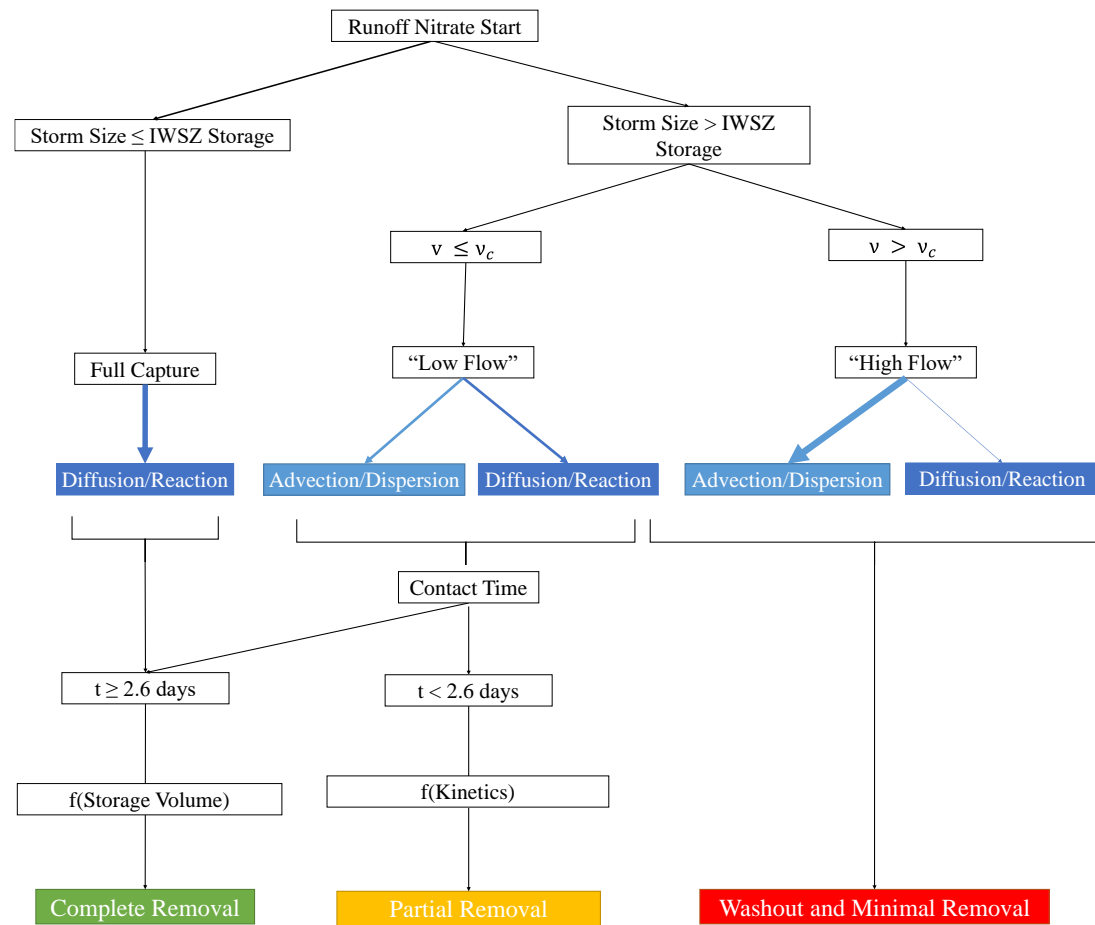 Runoff Nitrate Start
Storm Size ≤ IWSZ Storage
Storm Size > IWSZ
Storage
v ≤ ν_c
ν > ν_c
Full Capture
“Low Flow”
“High Flow”
Diffusion/Reaction
Advection/Dispersion
Diffusion/Reaction
Advection/Dispersion
Diffusion/Reaction
Contact Time
t ≥ 2.6 days
t < 2.6 days
f(Storage Volume)
f(Kinetics)
Complete Removal
Partial Removal
Washout and Minimal Removal